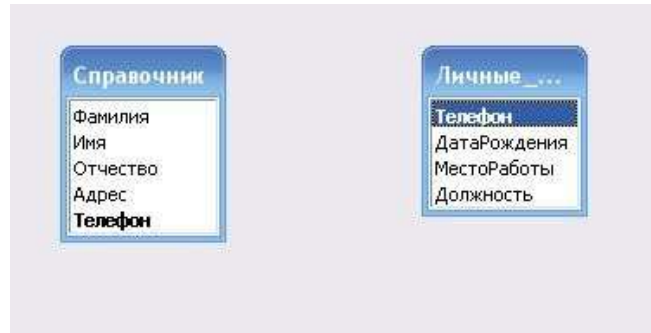 Справочник
Фамилия
Имя
Отчество
Адрес
Телефон
Личные_...
Телефон
ДатаРождения
МестоРаботы
Должность